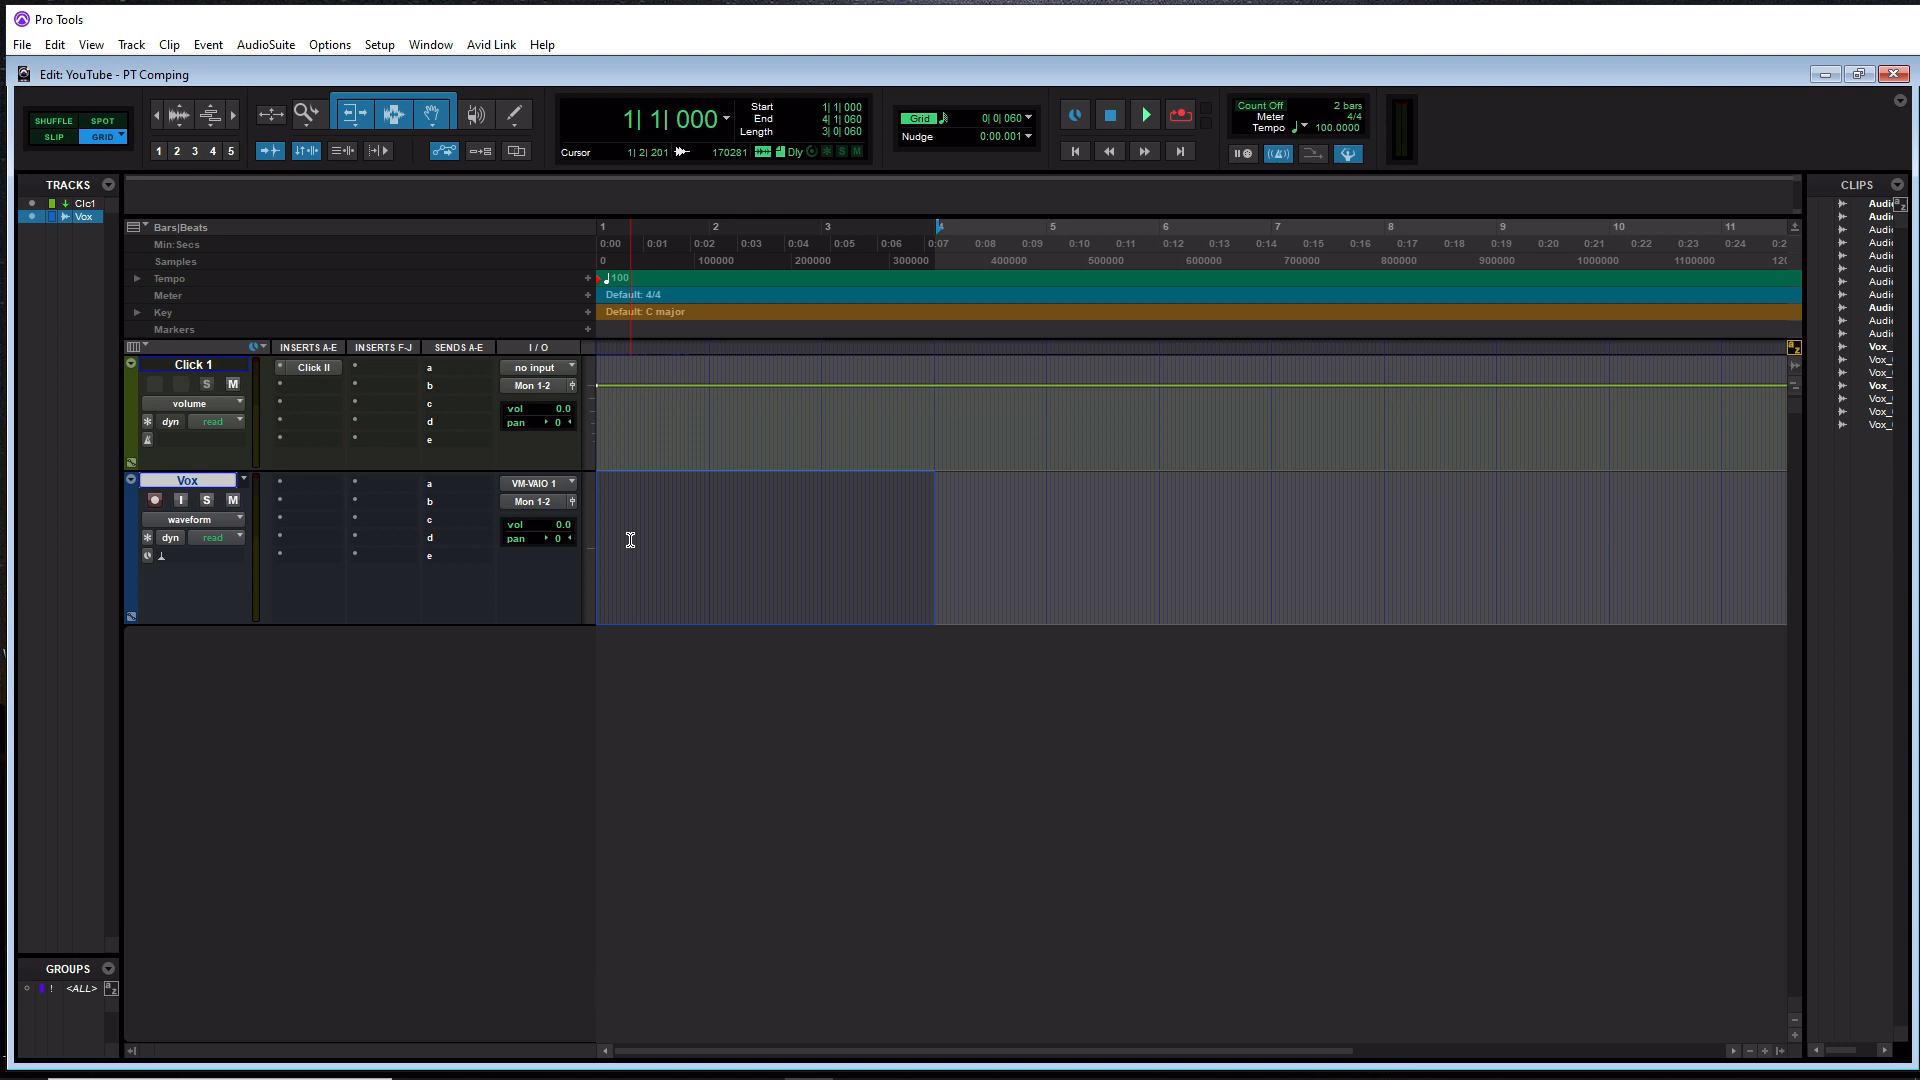 Pro Tools
File Edit View Track Clip Event AudioSuite Options Setup Window Avid Link Help
Edit: YouTube - PT Comping
SHUFFLE SPOT
SLIP GRID
1 2 3 4 5
1| 1| 000
Start 1| 1| 000
End 4| 1| 060
Length 3| 0| 060
Cursor 1| 2| 201 170281 Dly S M
Grid 0| 0| 060
Nudge 0:00.001
Count Off 2 bars
Meter 4/4
Tempo 100.0000
TRACKS
Clc1
Vox
CLIPS
Audi
Audi
Audi
Audi
Audi
Audi
Audi
Audi
Audi
Audi
Audi
Vox_
Vox_
Vox_
Vox_
Vox_
Vox_
Vox_
Bars|Beats 1 2 3 4 5 6 7 8 9 10 11
Min:Secs 0:00 0:01 0:02 0:03 0:04 0:05 0:06 0:07 0:08 0:09 0:10 0:11 0:12 0:13 0:14 0:15 0:16 0:17 0:18 0:19 0:20 0:21 0:22 0:23 0:24 0:2
Samples 0 100000 200000 300000 400000 500000 600000 700000 800000 900000 1000000 1100000 120
Tempo 100
Meter Default: 4/4
Key Default: C major
Markers
INSERTS A-E INSERTS F-J SENDS A-E I / O
Click 1 Click II a no input
S M b Mon 1-2
volume c vol 0.0
dyn read d pan 0
e
Vox a VM-VAIO 1
I S M b Mon 1-2
waveform c vol 0.0
dyn read d pan 0
e
GROUPS
! <ALL> a z